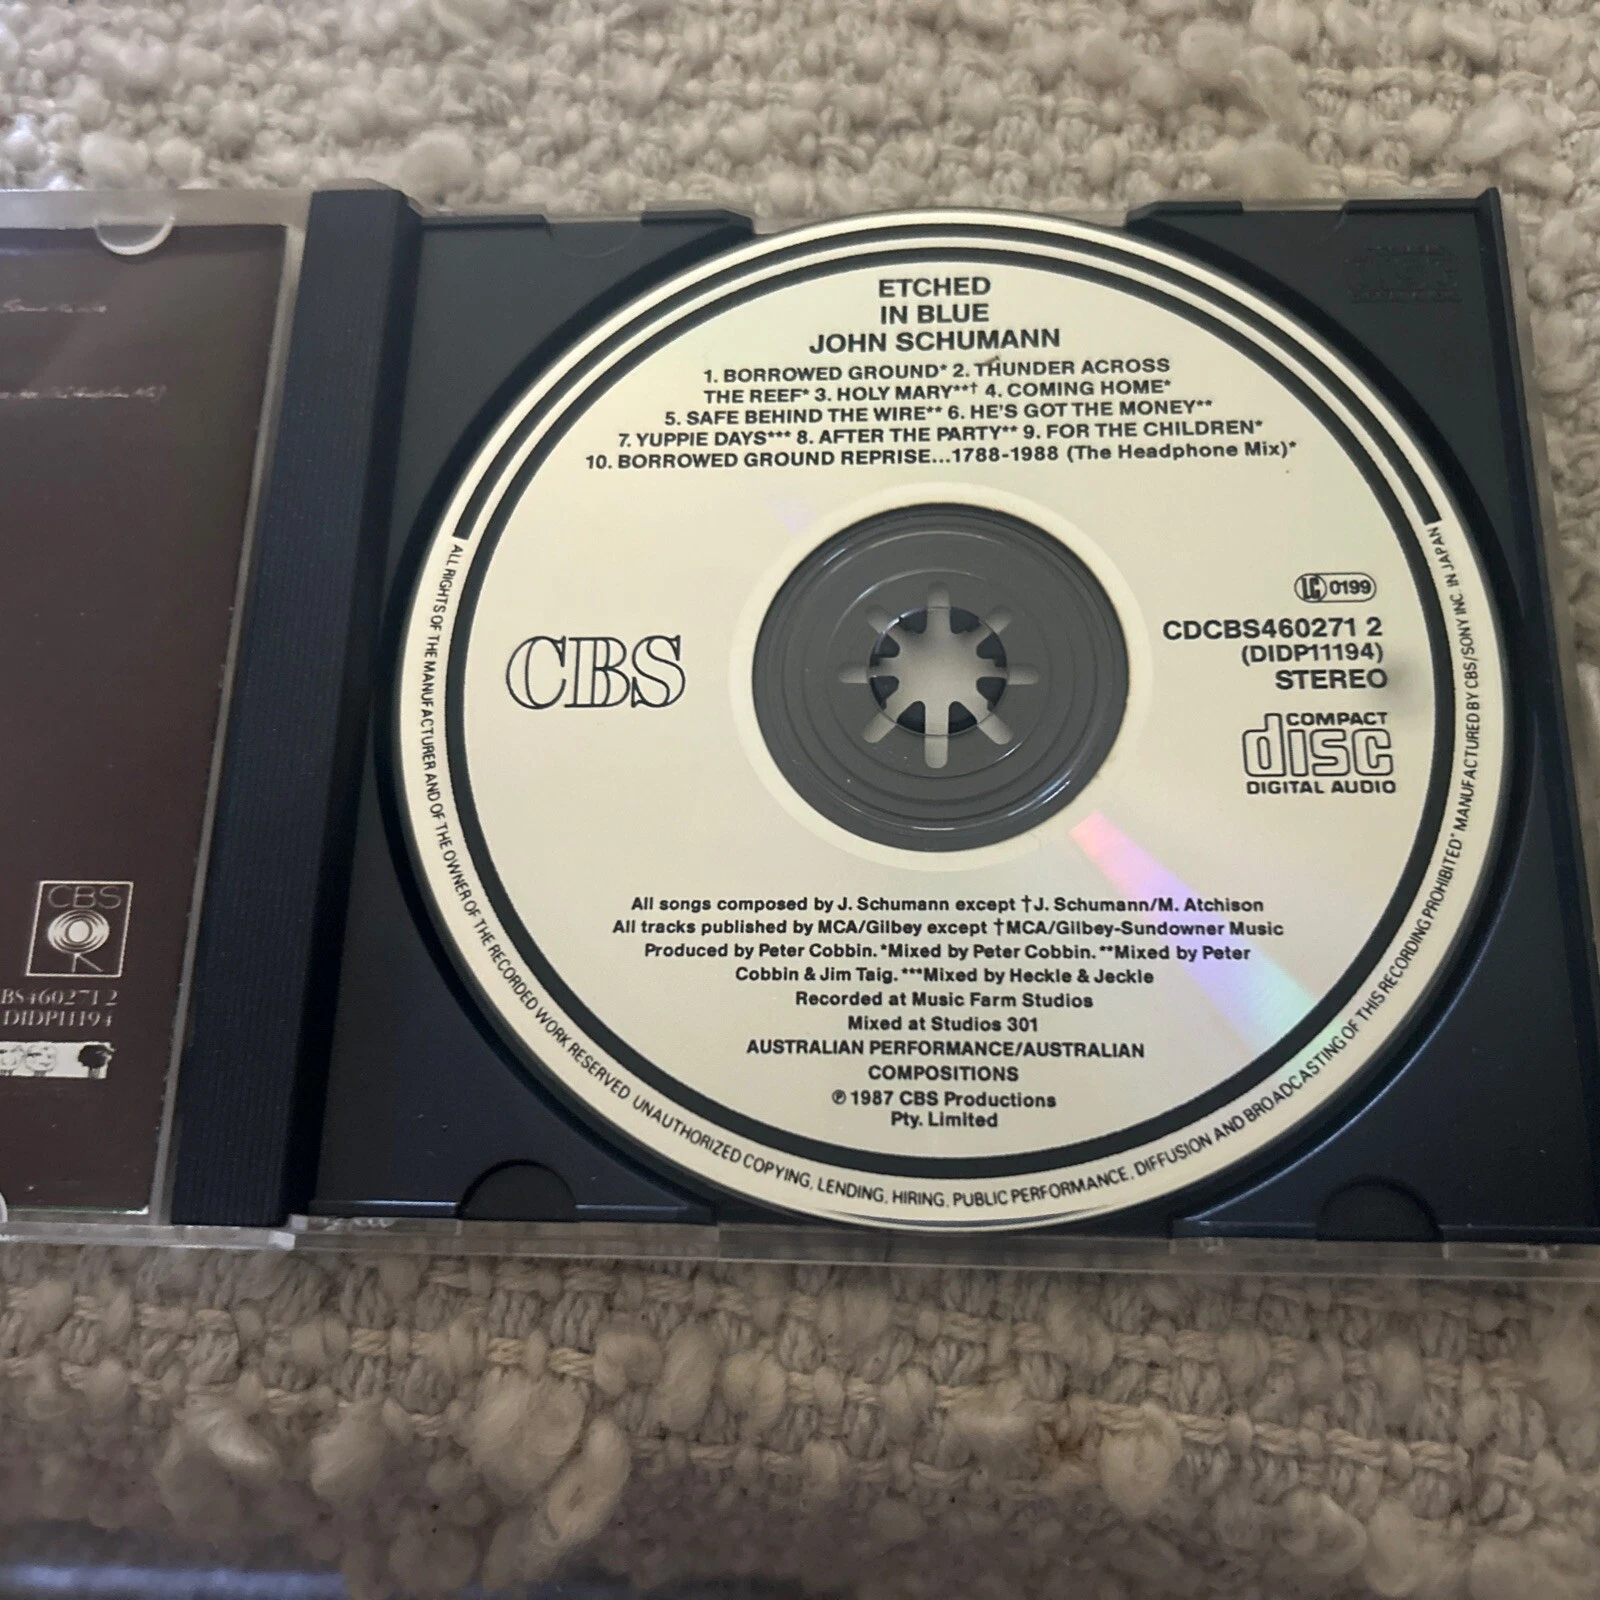 ETCHED
IN BLUE
JOHN SCHUMANN
1. BORROWED GROUND* 2. THUNDER ACROSS
THE REEF* 3. HOLY MARY**† 4. COMING HOME*
5. SAFE BEHIND THE WIRE** 6. HE'S GOT THE MONEY**
7. YUPPIE DAYS*** 8. AFTER THE PARTY** 9. FOR THE CHILDREN*
10. BORROWED GROUND REPRISE...1788-1988 (The Headphone Mix)*
CBS
LC 0199
CDCBS460271 2
(DIDP11194)
STEREO
COMPACT
disc
DIGITAL AUDIO
All songs composed by J. Schumann except †J. Schumann/M. Atchison
All tracks published by MCA/Gilbey except †MCA/Gilbey-Sundowner Music
Produced by Peter Cobbin. *Mixed by Peter Cobbin. **Mixed by Peter
Cobbin & Jim Taig. ***Mixed by Heckle & Jeckle
Recorded at Music Farm Studios
Mixed at Studios 301
AUSTRALIAN PERFORMANCE/AUSTRALIAN
COMPOSITIONS
℗ 1987 CBS Productions
Pty. Limited
ALL RIGHTS OF THE MANUFACTURER AND OF THE OWNER OF THE RECORDED WORK RESERVED UNAUTHORIZED COPYING, LENDING, HIRING, PUBLIC PERFORMANCE, DIFFUSION AND BROADCASTING OF THIS RECORDING PROHIBITED* MANUFACTURED BY CBS/SONY INC. IN JAPAN
CBS
BS460271 2
DIDP11194